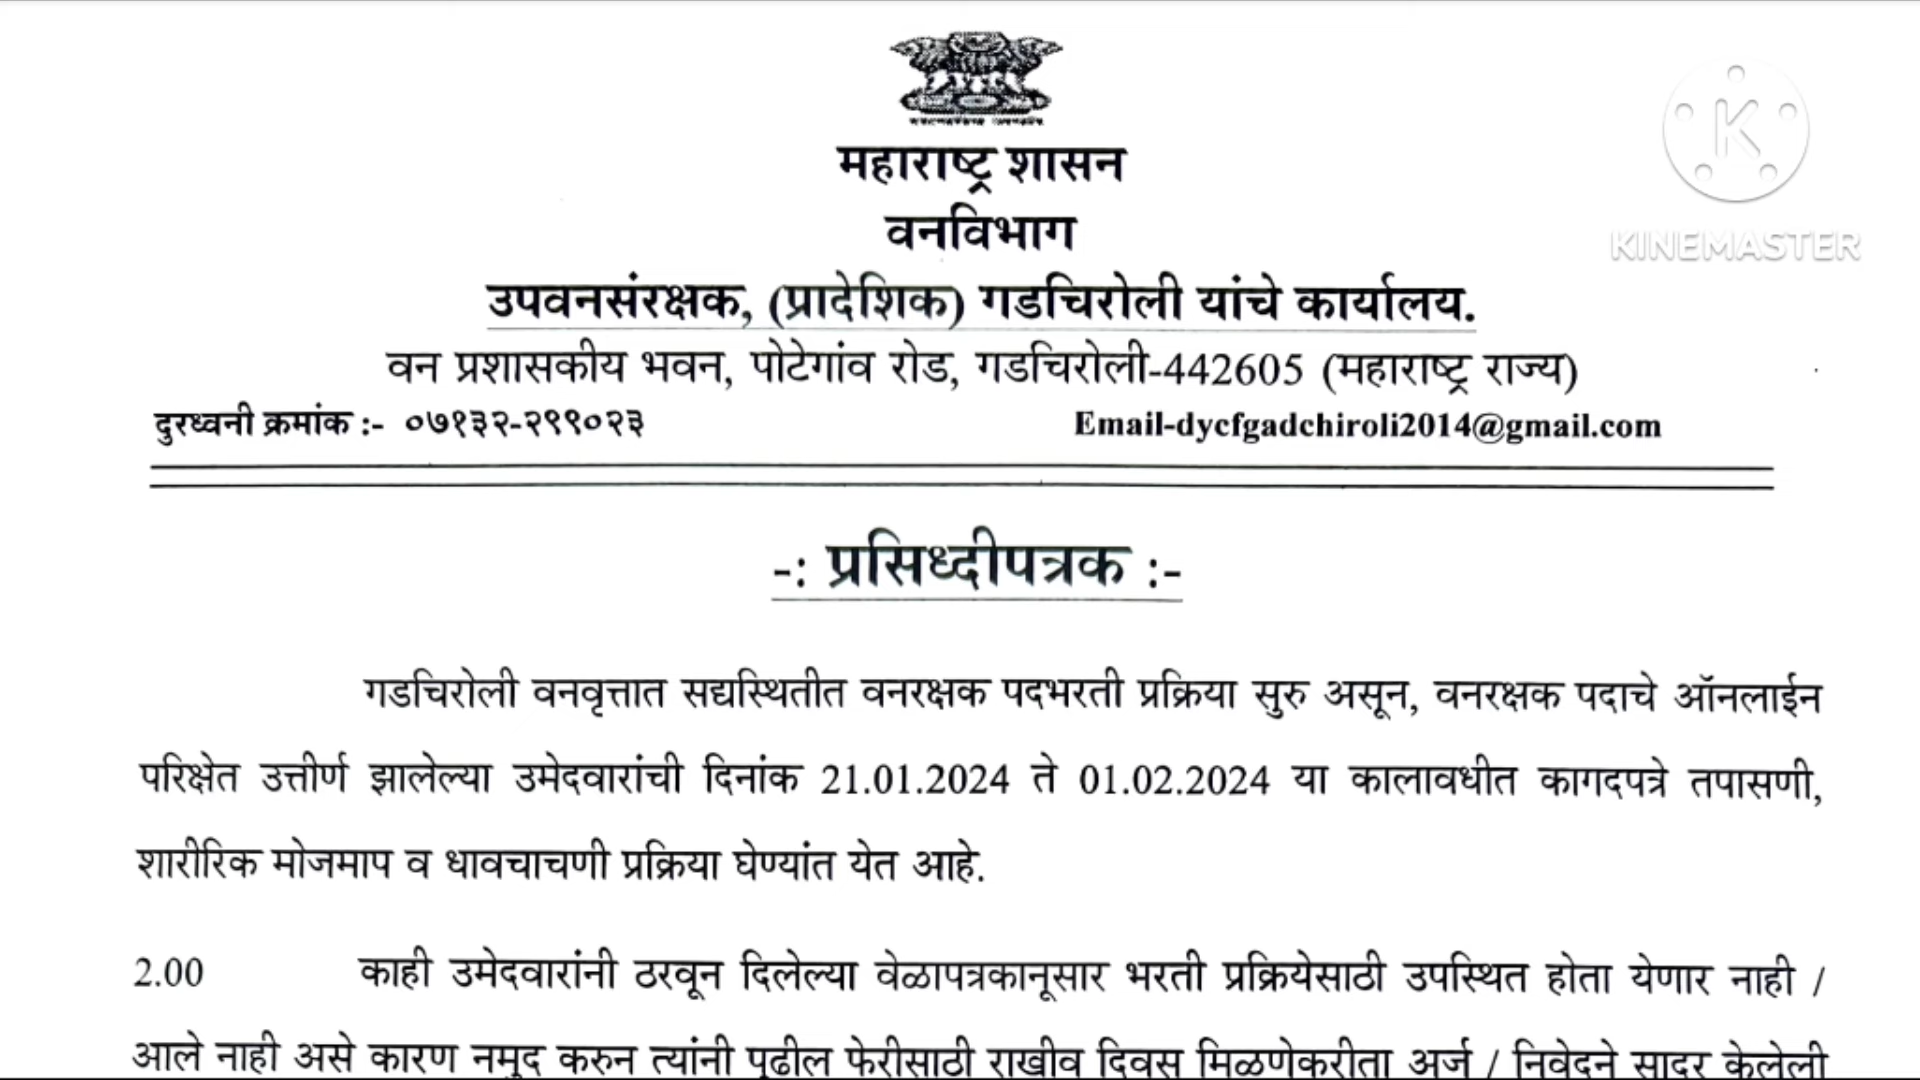 महाराष्ट्र शासन
वनविभाग
उपवनसंरक्षक, (प्रादेशिक) गडचिरोली यांचे कार्यालय.
वन प्रशासकीय भवन, पोटेगांव रोड, गडचिरोली-442605 (महाराष्ट्र राज्य)
दुरध्वनी क्रमांक :- ०७१३२-२९९०२३ Email-dycfgadchiroli2014@gmail.com
-: प्रसिध्दीपत्रक :-
गडचिरोली वनवृत्तात सद्यस्थितीत वनरक्षक पदभरती प्रक्रिया सुरु असून, वनरक्षक पदाचे ऑनलाईन
परिक्षेत उत्तीर्ण झालेल्या उमेदवारांची दिनांक 21.01.2024 ते 01.02.2024 या कालावधीत कागदपत्रे तपासणी,
शारीरिक मोजमाप व धावचाचणी प्रक्रिया घेण्यांत येत आहे.
2.00 काही उमेदवारांनी ठरवून दिलेल्या वेळापत्रकानूसार भरती प्रक्रियेसाठी उपस्थित होता येणार नाही /
आले नाही असे कारण नमुद करुन त्यांनी पुढील फेरीसाठी राखीव दिवस मिळणेकरीता अर्ज / निवेदने सादर केलेली
K
KINEMASTER